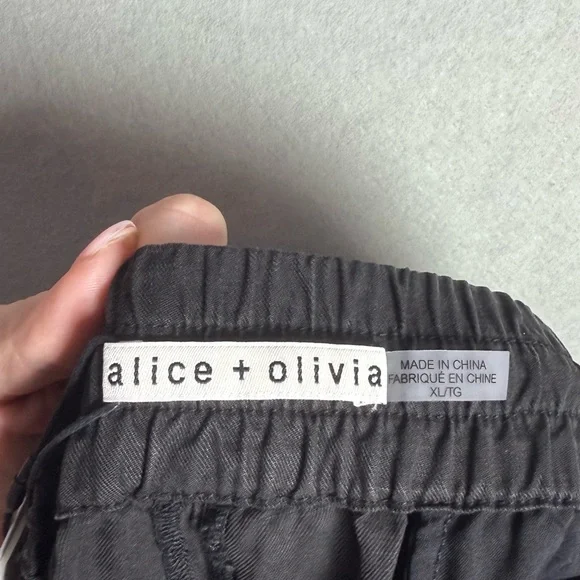 alice + olivia
MADE IN CHINA
FABRIQUÉ EN CHINE
XL/TG